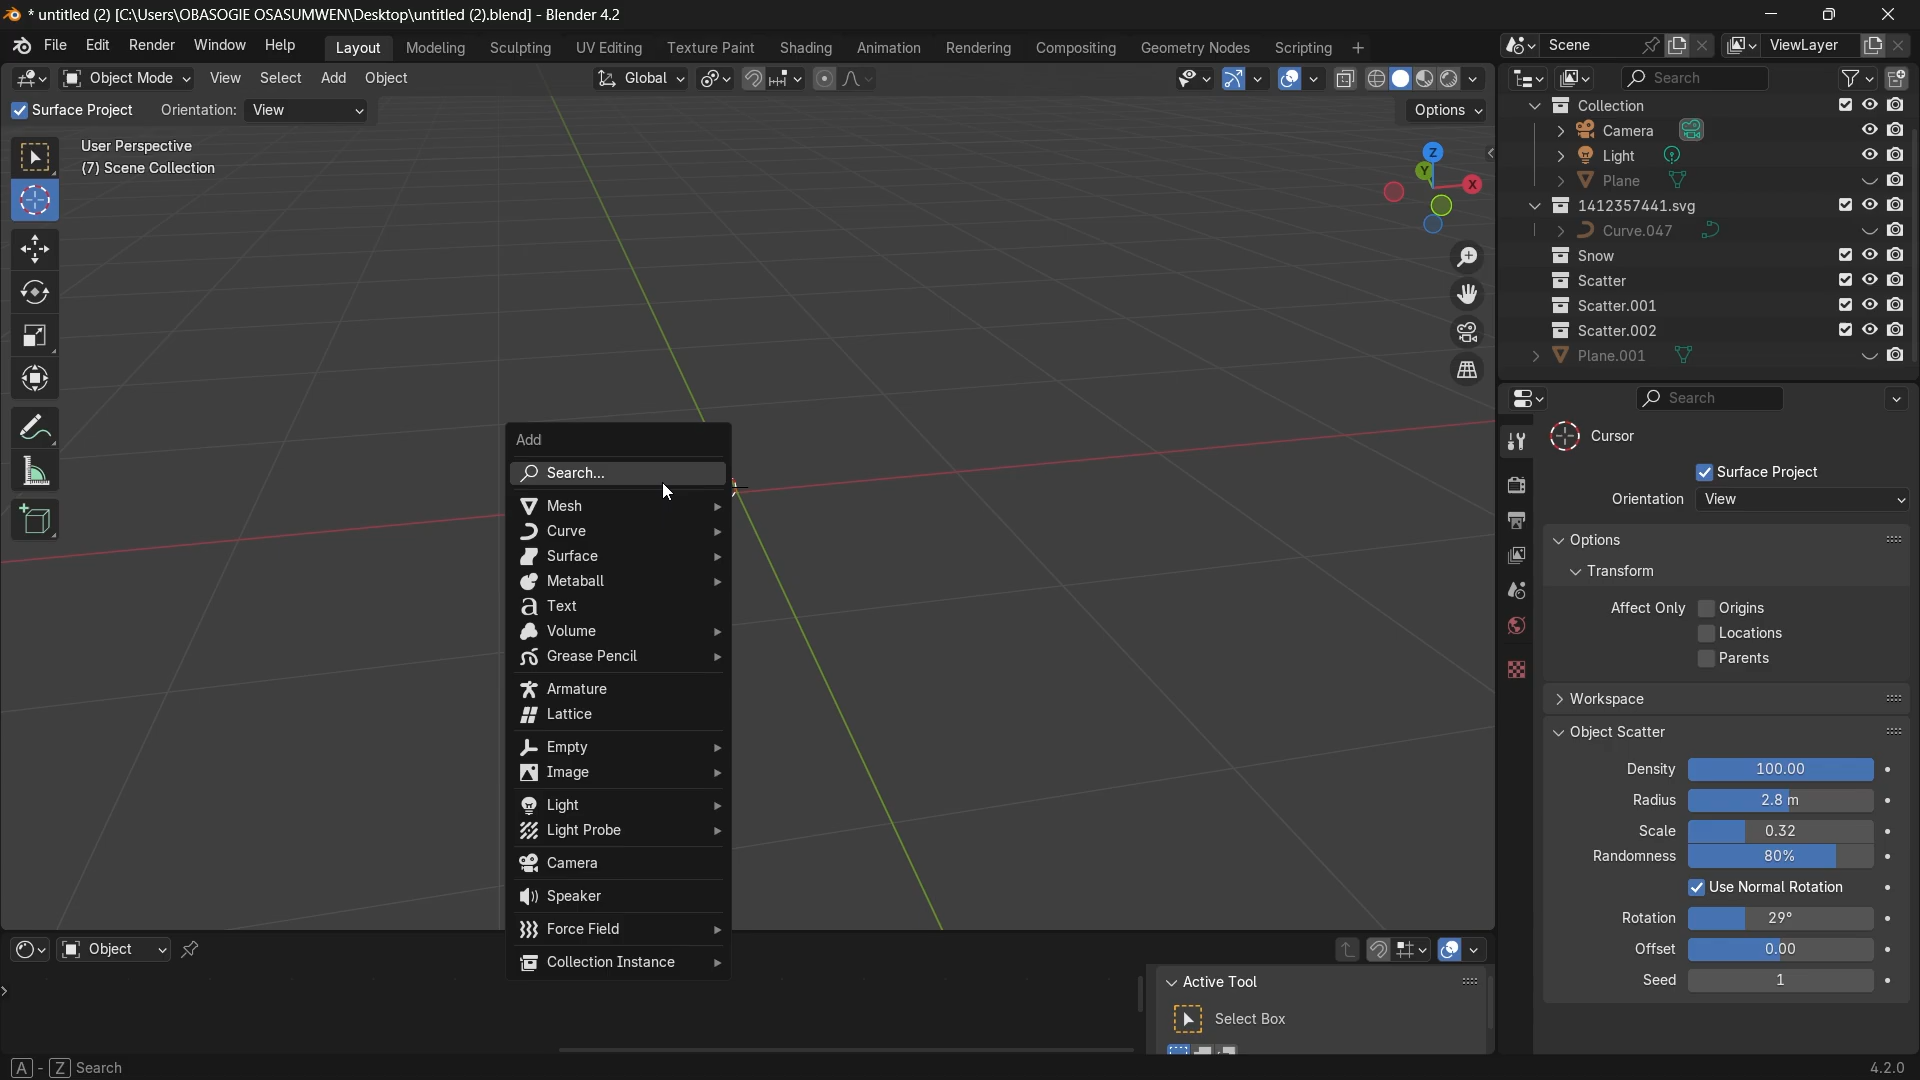 * untitled (2) [C:\Users\OBASOGIE OSASUMWEN\Desktop\untitled (2).blend] - Blender 4.2
File Edit Render Window Help Layout Modeling Sculpting UV Editing Texture Paint Shading Animation Rendering Compositing Geometry Nodes Scripting + Scene ViewLayer
Object Mode View Select Add Object Global Search
Surface Project Orientation: View Options
User Perspective
(7) Scene Collection
Z
Y
X
Collection
Camera
Light
Plane
1412357441.svg
Curve.047
Snow
Scatter
Scatter.001
Scatter.002
Plane.001
Add
Search...
Mesh
Curve
Surface
Metaball
Text
Volume
Grease Pencil
Armature
Lattice
Empty
Image
Light
Light Probe
Camera
Speaker
Force Field
Collection Instance
Search
Cursor
Surface Project
Orientation View
Options
Transform
Affect Only Origins
Locations
Parents
Workspace
Object Scatter
Density 100.00
Radius 2.8 m
Scale 0.32
Randomness 80%
Use Normal Rotation
Rotation 29°
Offset 0.00
Seed 1
Object
Active Tool
Select Box
A - Z Search
4.2.0